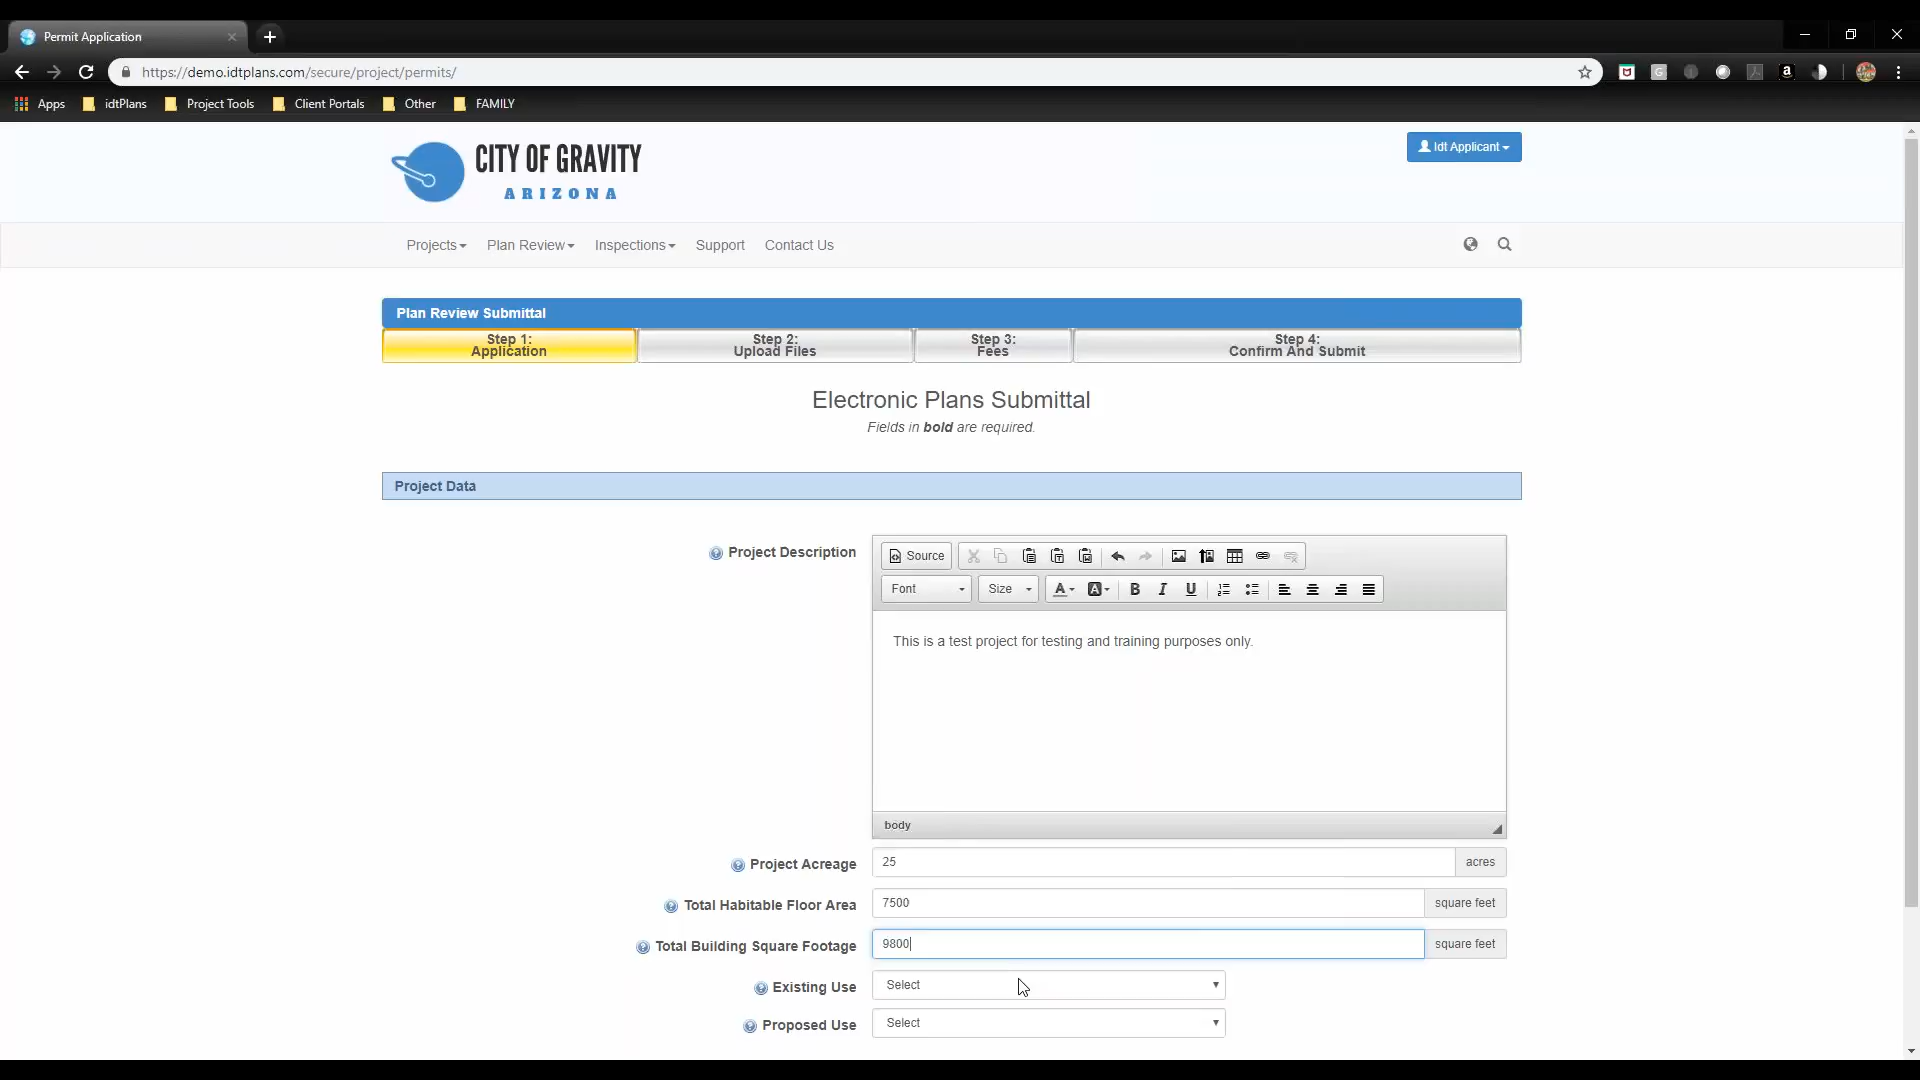 Permit Application
https://demo.idtplans.com/secure/project/permits/
Apps idtPlans Project Tools Client Portals Other FAMILY
CITY OF GRAVITY
ARIZONA
Idt Applicant
Projects Plan Review Inspections Support Contact Us
Plan Review Submittal
Step 1:
Application
Step 2:
Upload Files
Step 3:
Fees
Step 4:
Confirm And Submit
Electronic Plans Submittal
Fields in bold are required.
Project Data
Project Description
Source
Font Size A A B I U
This is a test project for testing and training purposes only.
body
Project Acreage 25 acres
Total Habitable Floor Area 7500 square feet
Total Building Square Footage 9800 square feet
Existing Use Select
Proposed Use Select